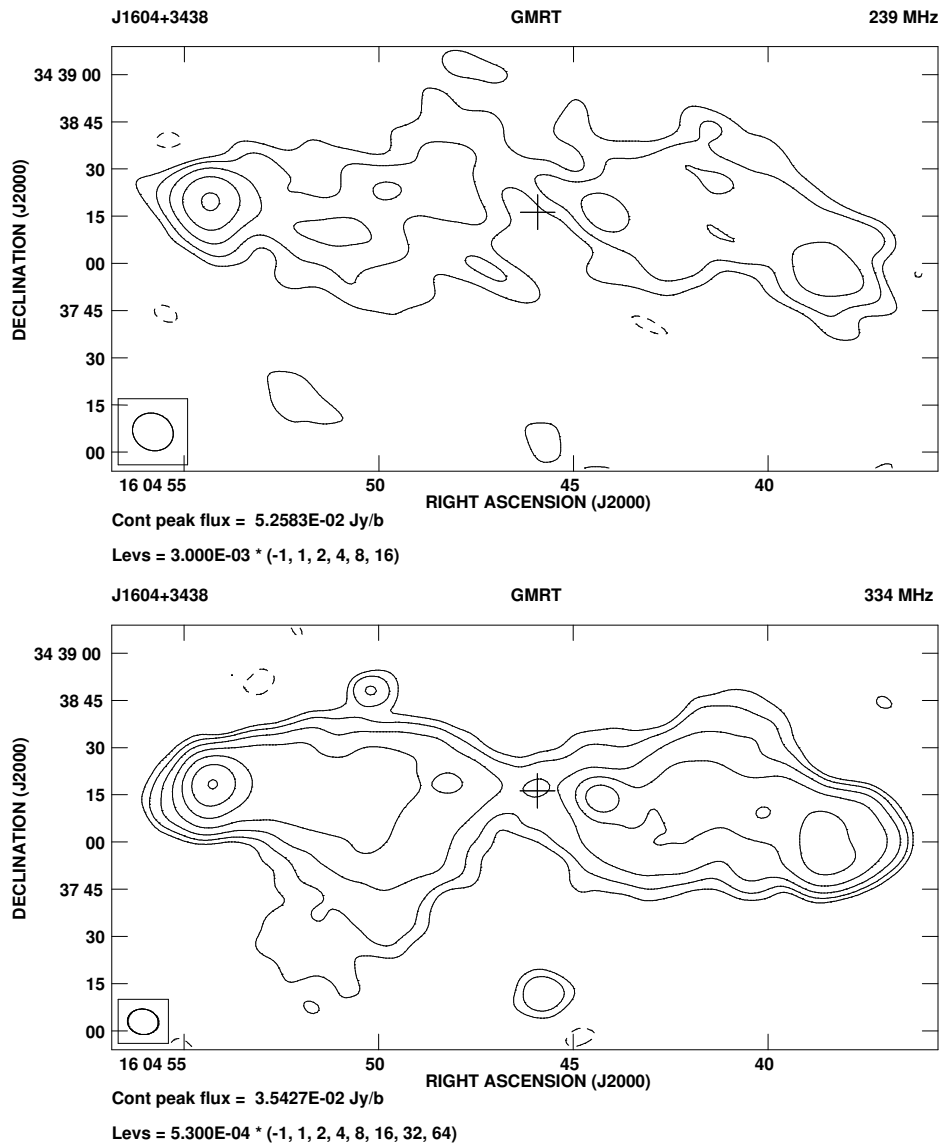 J1604+3438 GMRT 239 MHz
34 39 00
38 45
30
15
00
37 45
30
15
00
DECLINATION (J2000)
16 04 55 50 45 40
RIGHT ASCENSION (J2000)
Cont peak flux = 5.2583E-02 Jy/b
Levs = 3.000E-03 * (-1, 1, 2, 4, 8, 16)
J1604+3438 GMRT 334 MHz
34 39 00
38 45
30
15
00
37 45
30
15
00
DECLINATION (J2000)
16 04 55 50 45 40
RIGHT ASCENSION (J2000)
Cont peak flux = 3.5427E-02 Jy/b
Levs = 5.300E-04 * (-1, 1, 2, 4, 8, 16, 32, 64)